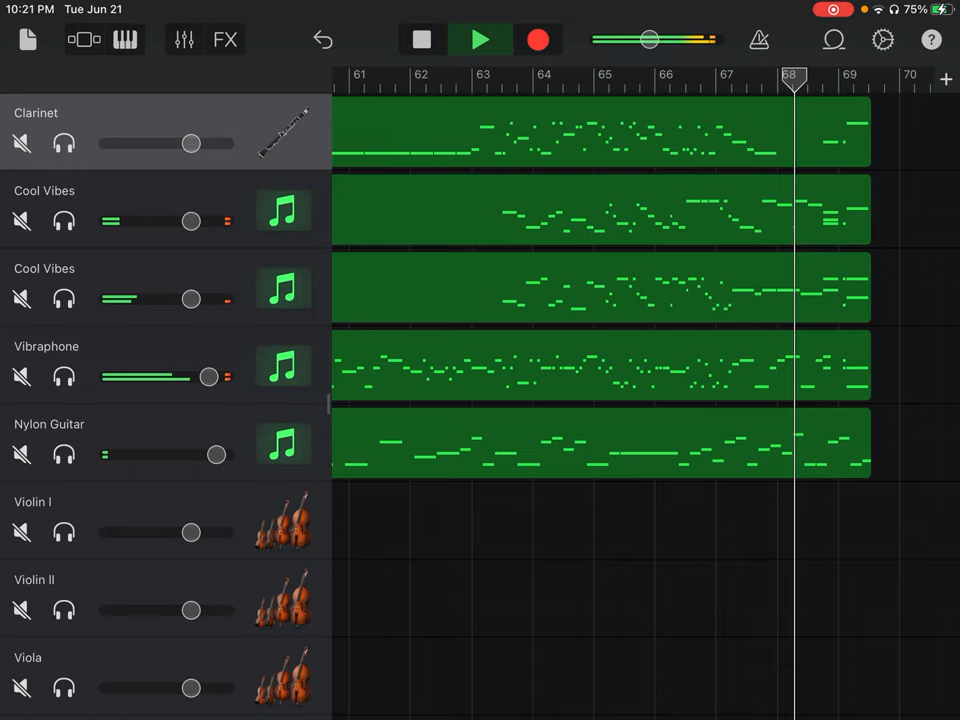 10:21 PM Tue Jun 21 75%
FX ?
61 62 63 64 65 66 67 68 69 70 +
Clarinet
Cool Vibes
Cool Vibes
Vibraphone
Nylon Guitar
Violin I
Violin II
Viola